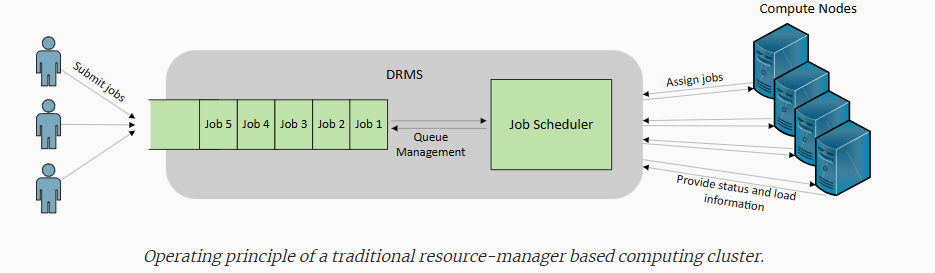 Compute Nodes
Submit jobs
DRMS
Assign jobs
Job 5 Job 4 Job 3 Job 2 Job 1
Job Scheduler
Queue
Management
Provide status and load
information
Operating principle of a traditional resource-manager based computing cluster.